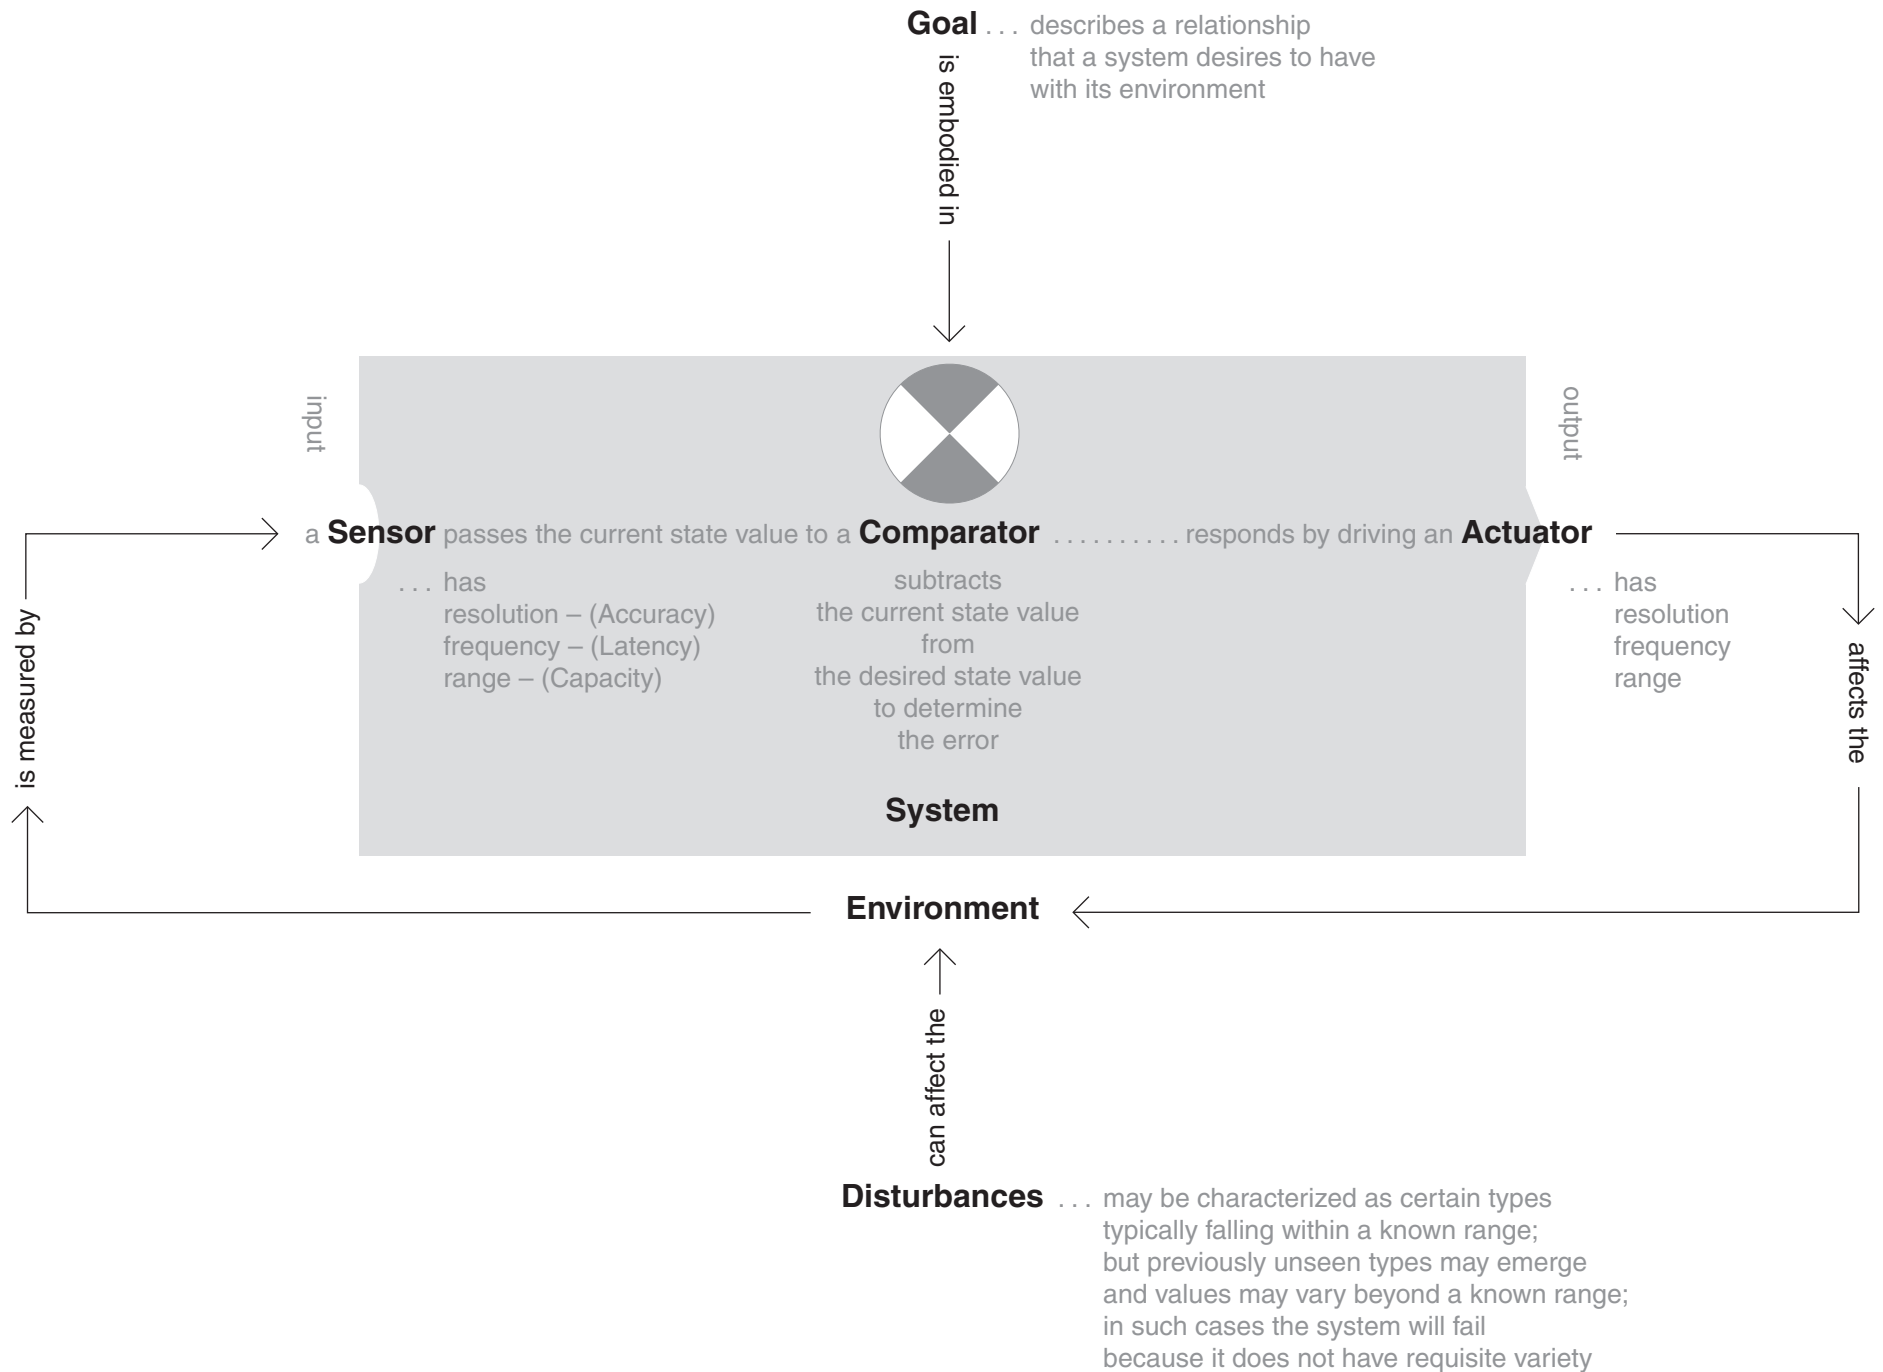 Goal . . . describes a relationship
that a system desires to have
with its environment
is embodied in
input
output
a Sensor passes the current state value to a Comparator . . . . . . . . . . responds by driving an Actuator
. . . has
resolution – (Accuracy)
frequency – (Latency)
range – (Capacity)
subtracts
the current state value
from
the desired state value
to determine
the error
. . . has
resolution
frequency
range
is measured by
affects the
System
Environment
can affect the
Disturbances . . . may be characterized as certain types
typically falling within a known range;
but previously unseen types may emerge
and values may vary beyond a known range;
in such cases the system will fail
because it does not have requisite variety